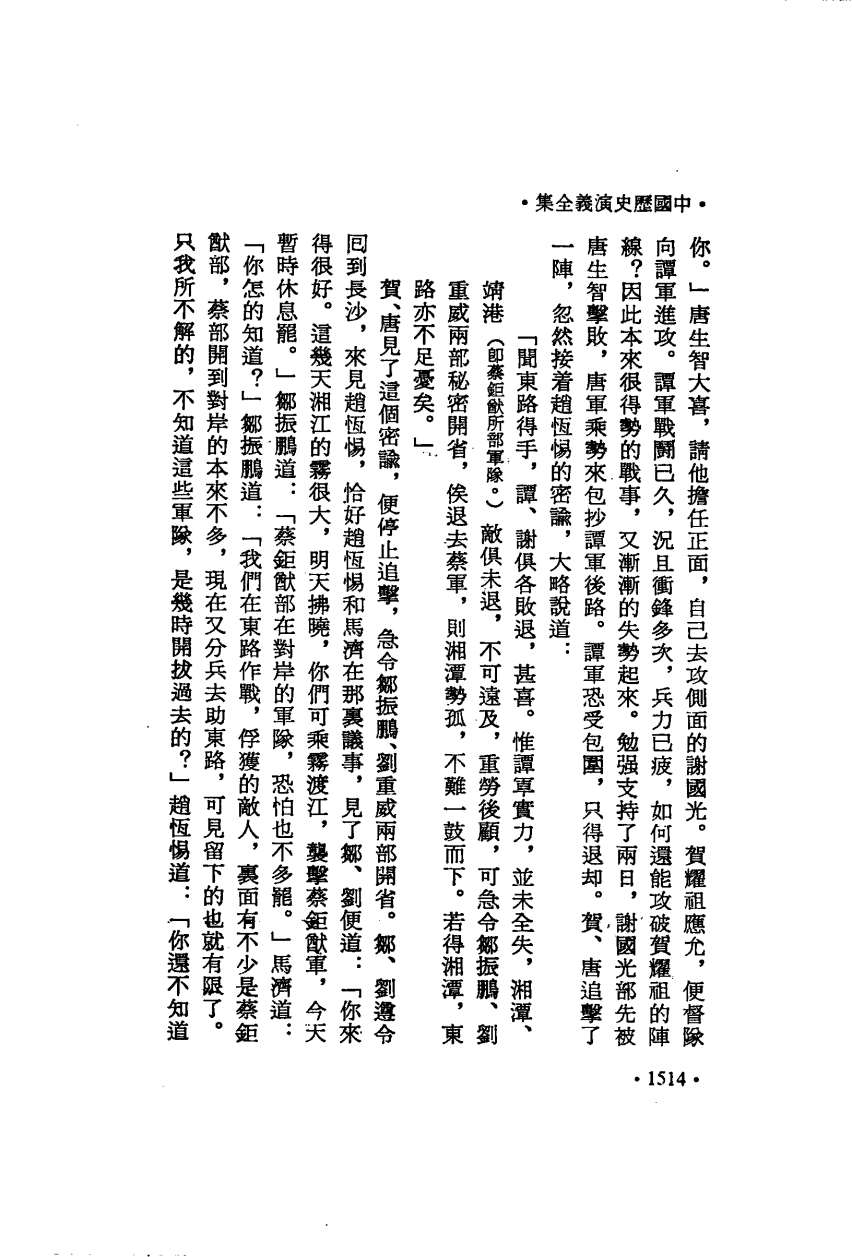 •中國歷史演義全集•
你。」唐生智大喜，請他擔任正面，自己去攻側面的謝國光。賀耀祖應允，便督隊
向譚軍進攻。譚軍戰鬪已久，況且衝鋒多次，兵力已疲，如何還能攻破賀耀祖的陣
線？因此本來很得勢的戰事，又漸漸的失勢起來。勉强支持了兩日，謝國光部先被
唐生智擊敗，唐軍乘勢來包抄譚軍後路。譚軍恐受包圍，只得退却。賀、唐追擊了
一陣，忽然接着趙恆惕的密諭，大略說道：
「聞東路得手，譚、謝俱各敗退，甚喜。惟譚軍實力，並未全失，湘潭、
靖港（卽蔡鉅猷所部軍隊。）敵俱未退，不可遠及，重勞後顧，可急令鄒振鵬、劉
重威兩部秘密開省，俟退去蔡軍，則湘潭勢孤，不難一鼓而下。若得湘潭，東
路亦不足憂矣。」
賀、唐見了這個密諭，便停止追擊，急令鄒振鵬、劉重威兩部開省。鄒、劉遵令
囘到長沙，來見趙恆惕，恰好趙恆惕和馬濟在那裏議事，見了鄒、劉便道：「你來
得很好。這幾天湘江的霧很大，明天拂曉，你們可乘霧渡江，襲擊蔡鉅猷軍，今天
暫時休息罷。」鄒振鵬道：「蔡鉅猷部在對岸的軍隊，恐怕也不多罷。」馬濟道：
「你怎的知道？」鄒振鵬道：「我們在東路作戰，俘獲的敵人，裏面有不少是蔡鉅
猷部，蔡部開到對岸的本來不多，現在又分兵去助東路，可見留下的也就有限了。
只我所不解的，不知道這些軍隊，是幾時開拔過去的？」趙恆惕道：「你還不知道
•1514•